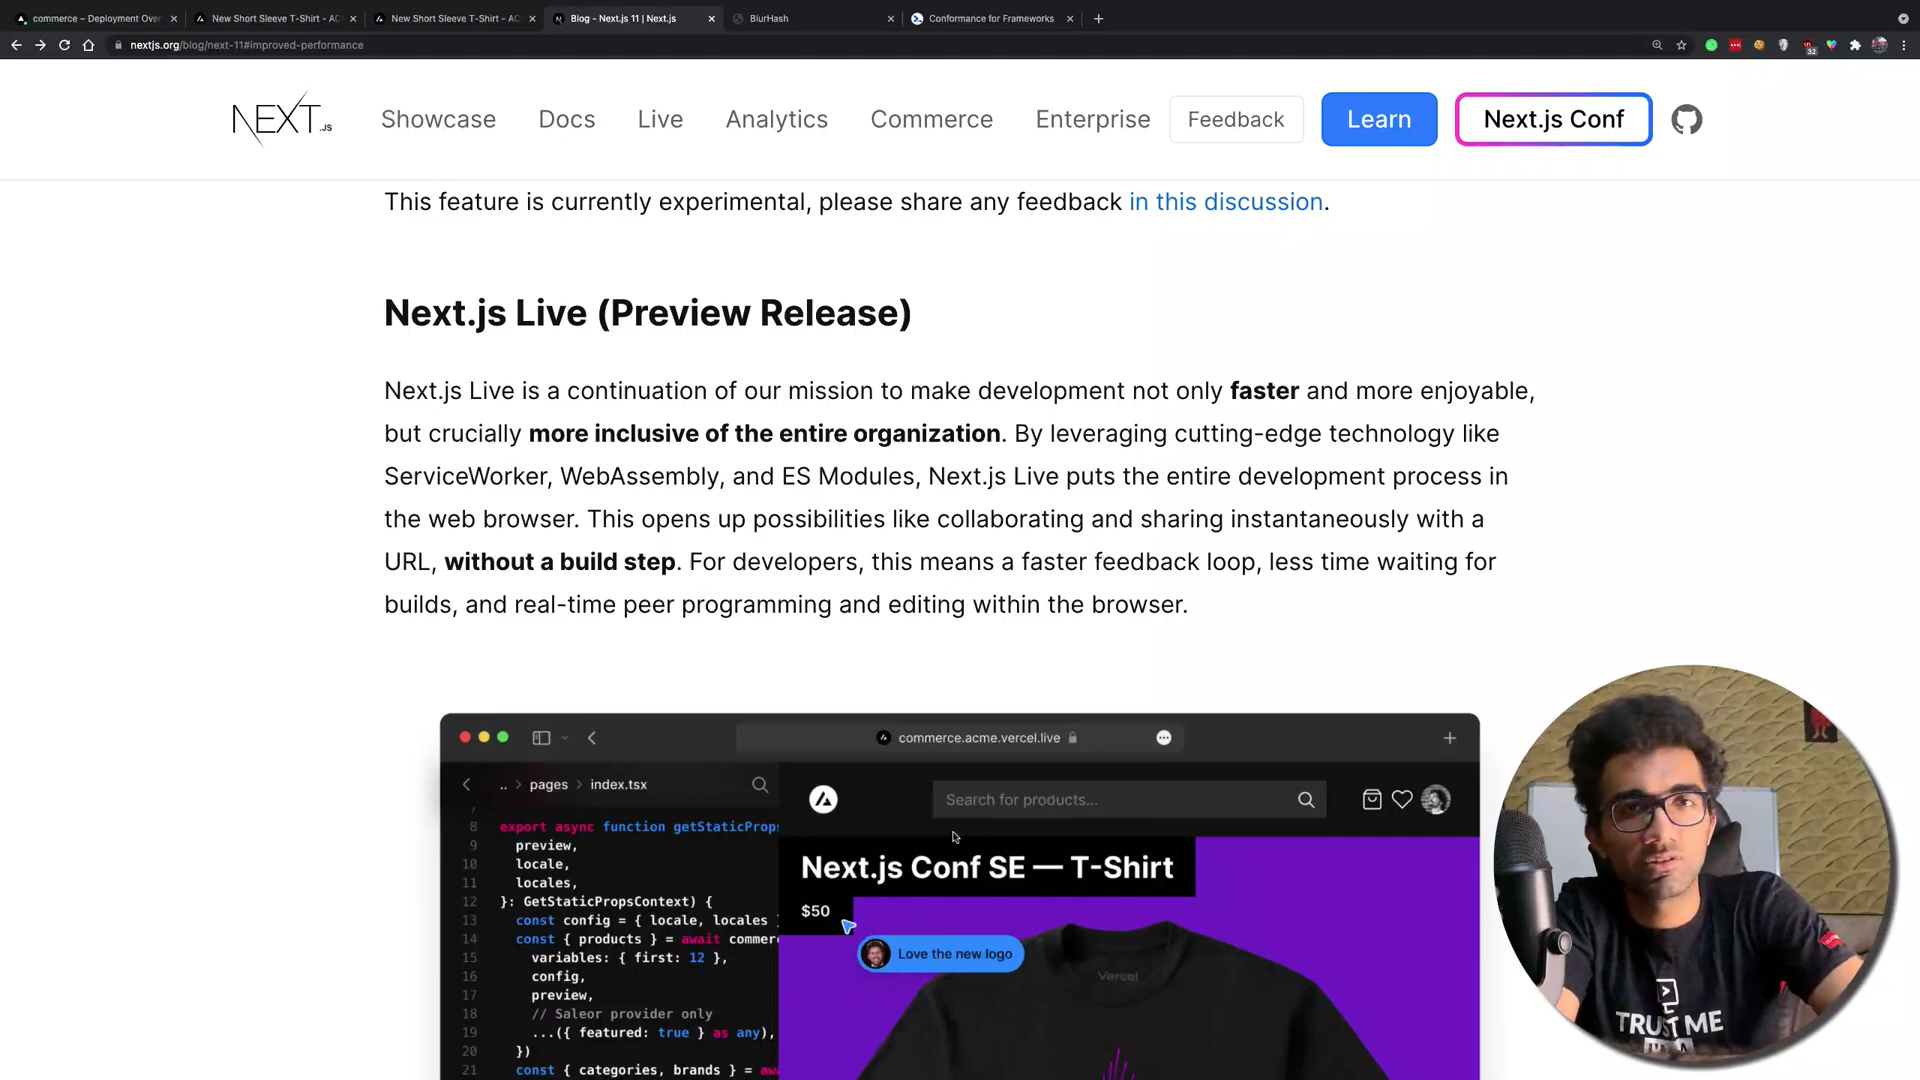 commerce – Deployment Over
New Short Sleeve T-Shirt - AC
New Short Sleeve T-Shirt - AC
Blog - Next.js 11 | Next.js
BlurHash
Conformance for Frameworks
nextjs.org/blog/next-11#improved-performance
32
NEXT.JS
Showcase
Docs
Live
Analytics
Commerce
Enterprise
Feedback
Learn
Next.js Conf
This feature is currently experimental, please share any feedback in this discussion.
Next.js Live (Preview Release)
Next.js Live is a continuation of our mission to make development not only faster and more enjoyable,
but crucially more inclusive of the entire organization. By leveraging cutting-edge technology like
ServiceWorker, WebAssembly, and ES Modules, Next.js Live puts the entire development process in
the web browser. This opens up possibilities like collaborating and sharing instantaneously with a
URL, without a build step. For developers, this means a faster feedback loop, less time waiting for
builds, and real-time peer programming and editing within the browser.
commerce.acme.vercel.live
.. > pages > index.tsx
Search for products...
8 export async function getStaticProps
9 preview,
10 locale,
11 locales,
12 }: GetStaticPropsContext) {
13 const config = { locale, locales
14 const { products } = await commer
15 variables: { first: 12 },
16 config,
17 preview,
18 // Saleor provider only
19 ...({ featured: true } as any),
20 })
21 const { categories, brands } = aw
Next.js Conf SE — T-Shirt
$50
Love the new logo
Vercel
TRUST ME